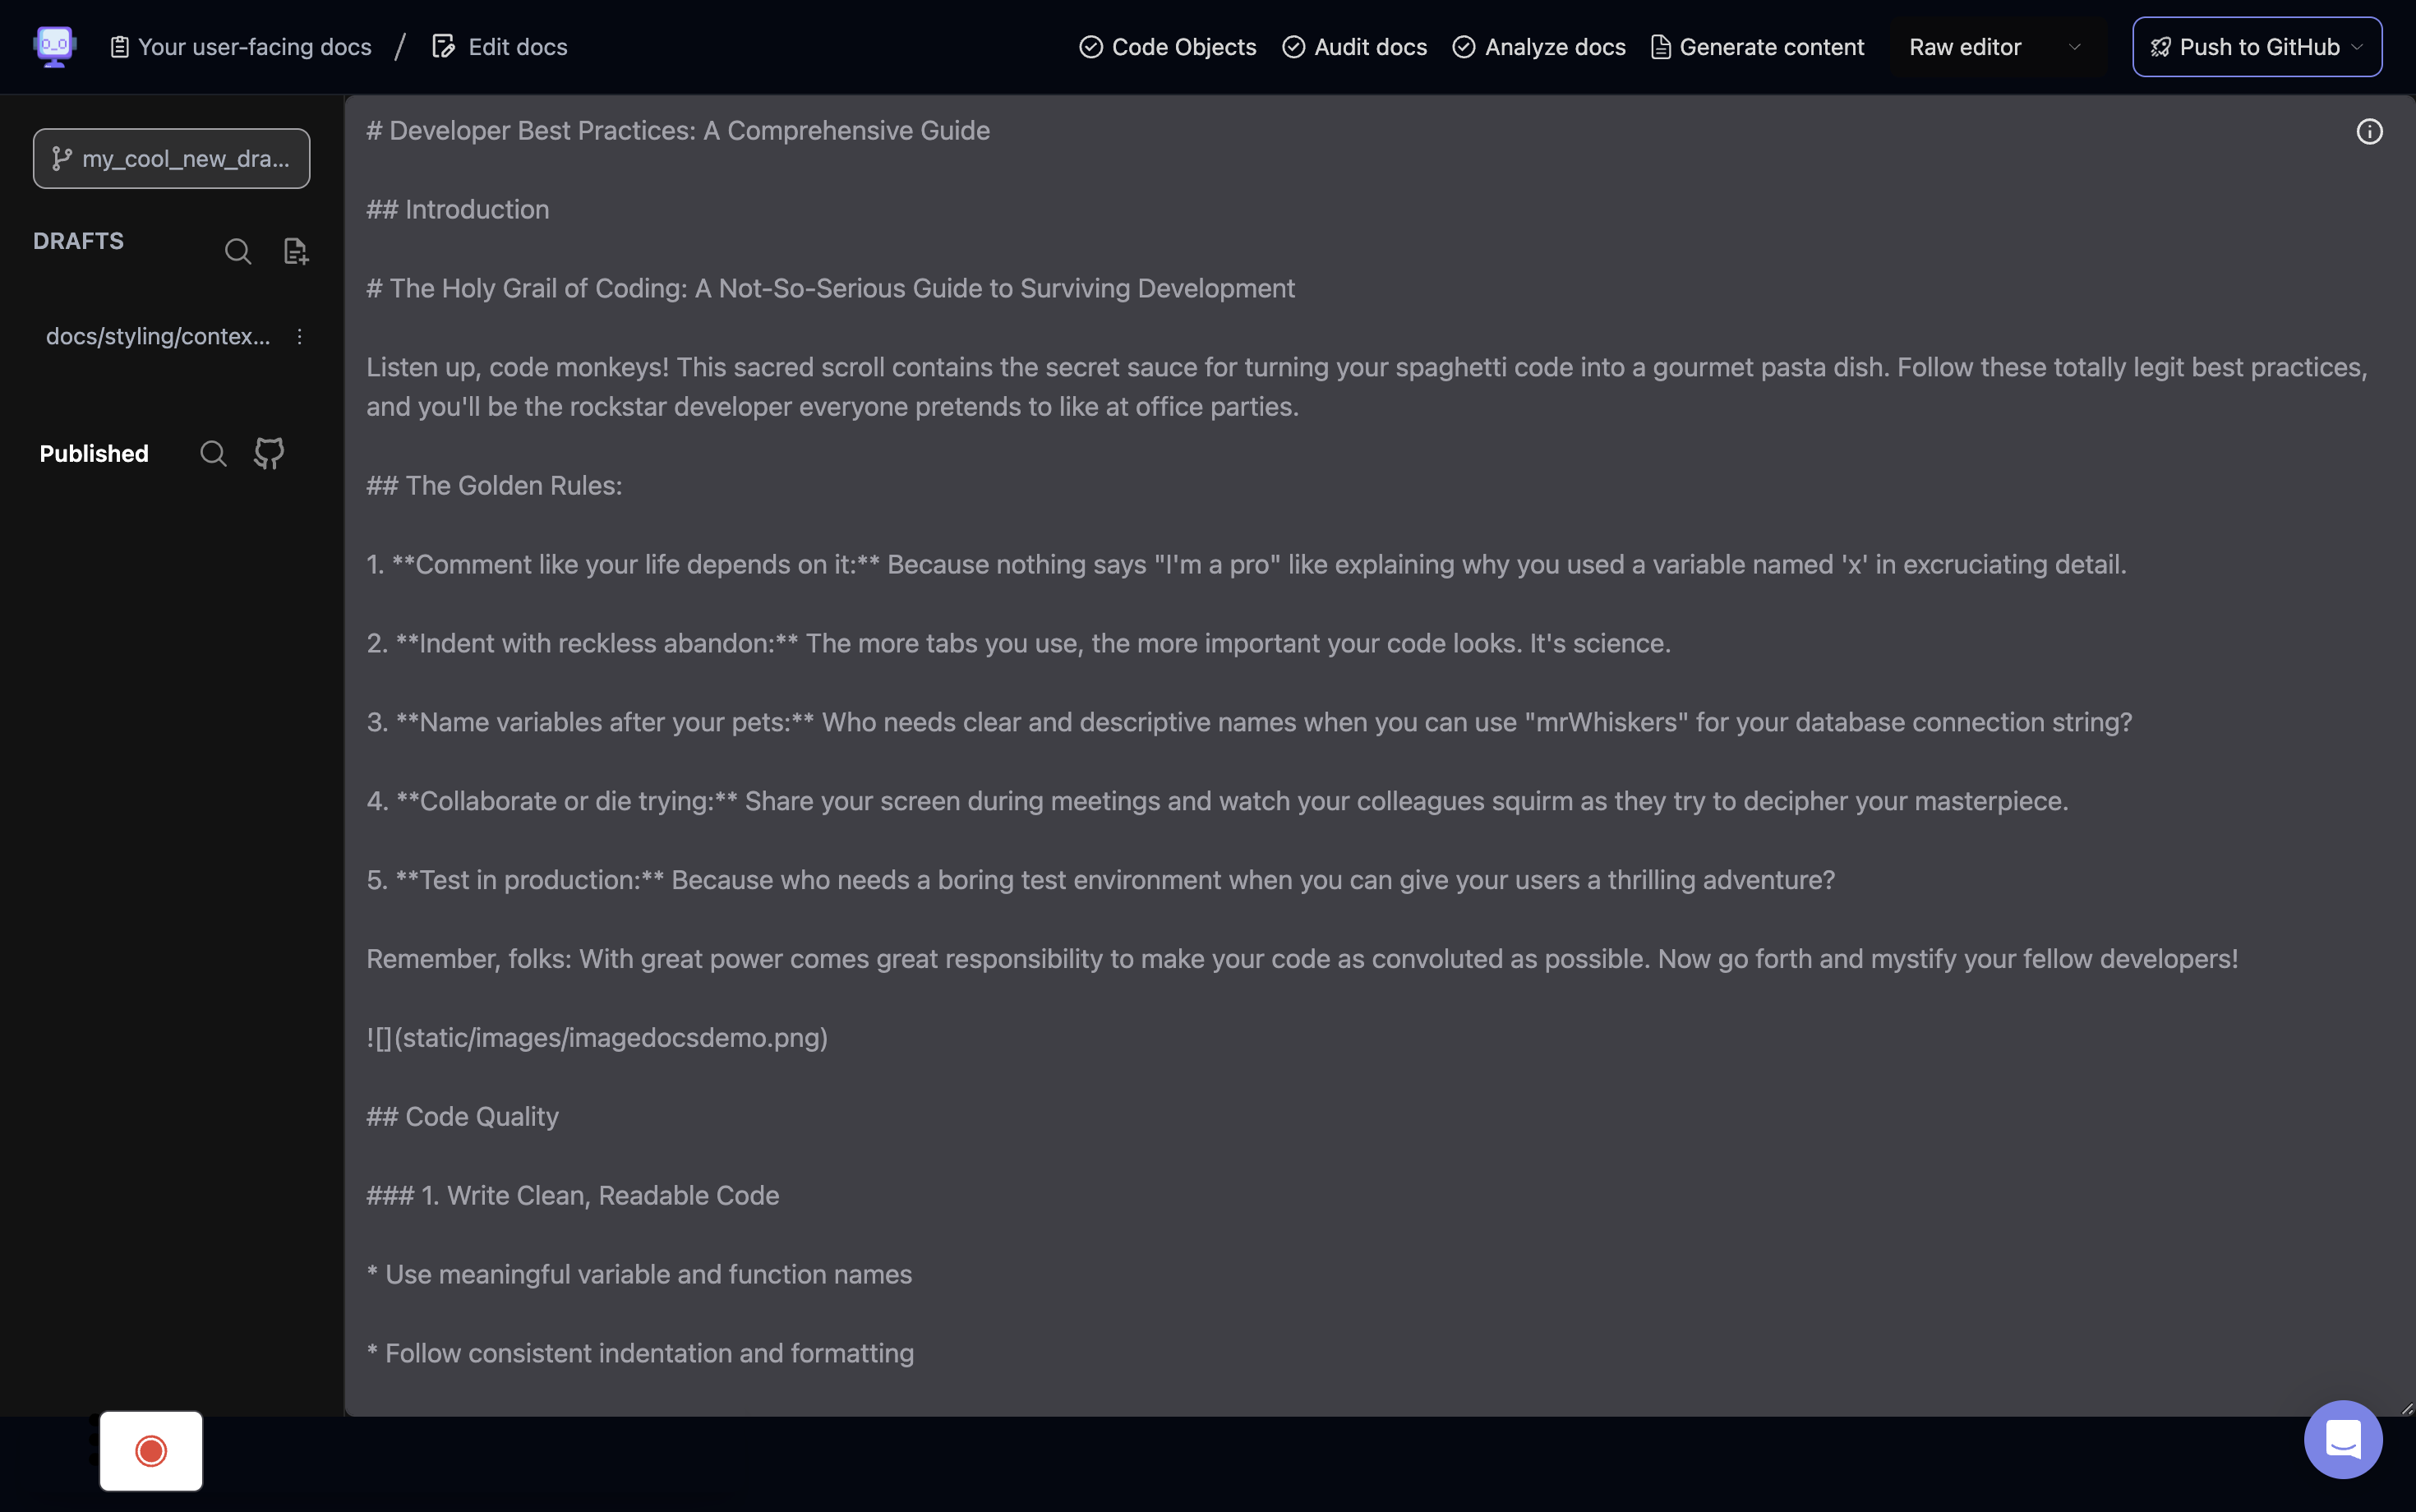 Your user-facing docs / Edit docs
Code Objects Audit docs Analyze docs Generate content Raw editor Push to GitHub
my_cool_new_dra...
DRAFTS
docs/styling/contex...
Published
# Developer Best Practices: A Comprehensive Guide
## Introduction
# The Holy Grail of Coding: A Not-So-Serious Guide to Surviving Development
Listen up, code monkeys! This sacred scroll contains the secret sauce for turning your spaghetti code into a gourmet pasta dish. Follow these totally legit best practices,
and you'll be the rockstar developer everyone pretends to like at office parties.
## The Golden Rules:
1. **Comment like your life depends on it:** Because nothing says "I'm a pro" like explaining why you used a variable named 'x' in excruciating detail.
2. **Indent with reckless abandon:** The more tabs you use, the more important your code looks. It's science.
3. **Name variables after your pets:** Who needs clear and descriptive names when you can use "mrWhiskers" for your database connection string?
4. **Collaborate or die trying:** Share your screen during meetings and watch your colleagues squirm as they try to decipher your masterpiece.
5. **Test in production:** Because who needs a boring test environment when you can give your users a thrilling adventure?
Remember, folks: With great power comes great responsibility to make your code as convoluted as possible. Now go forth and mystify your fellow developers!
![](static/images/imagedocsdemo.png)
## Code Quality
### 1. Write Clean, Readable Code
* Use meaningful variable and function names
* Follow consistent indentation and formatting